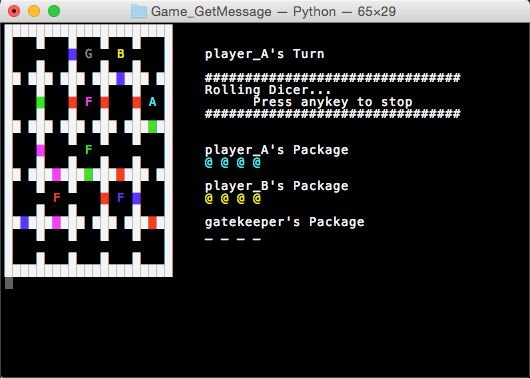 Game_GetMessage — Python — 65×29
G B
player_A's Turn
################################
Rolling Dicer...
Press anykey to stop
################################
F F A
F
player_A's Package
@ @ @ @
player_B's Package
@ @ @ @
F F
gatekeeper's Package
_ _ _ _